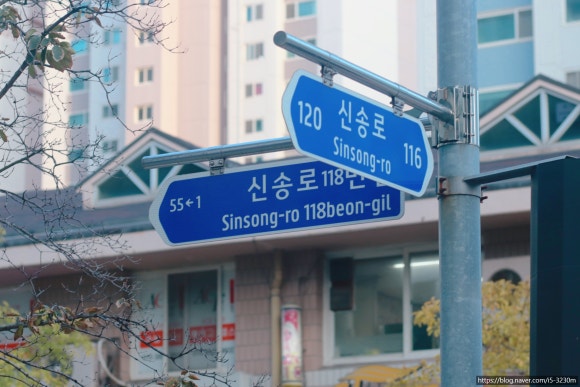 120 신송로 116
Sinsong-ro
55←1 신송로 118번길
Sinsong-ro 118beon-gil
https://blog.naver.com/i5-3230m